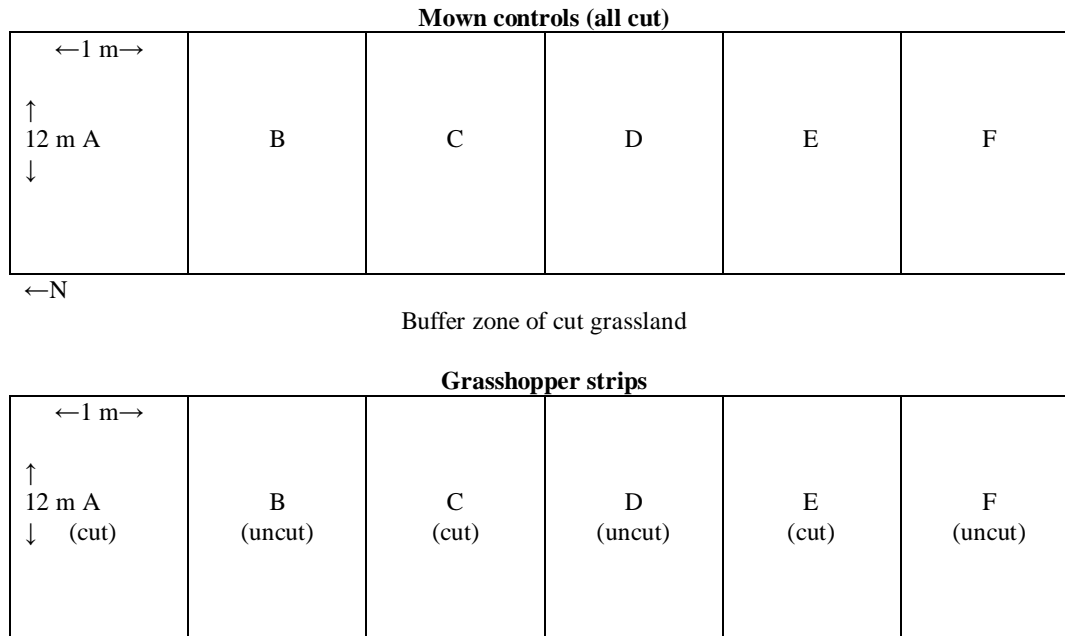 Mown controls (all cut)
←1 m→
↑
12 m A B C D E F
↓
←N
Buffer zone of cut grassland
Grasshopper strips
←1 m→
↑
12 m A B C D E F
↓ (cut) (uncut) (cut) (uncut) (cut) (uncut)